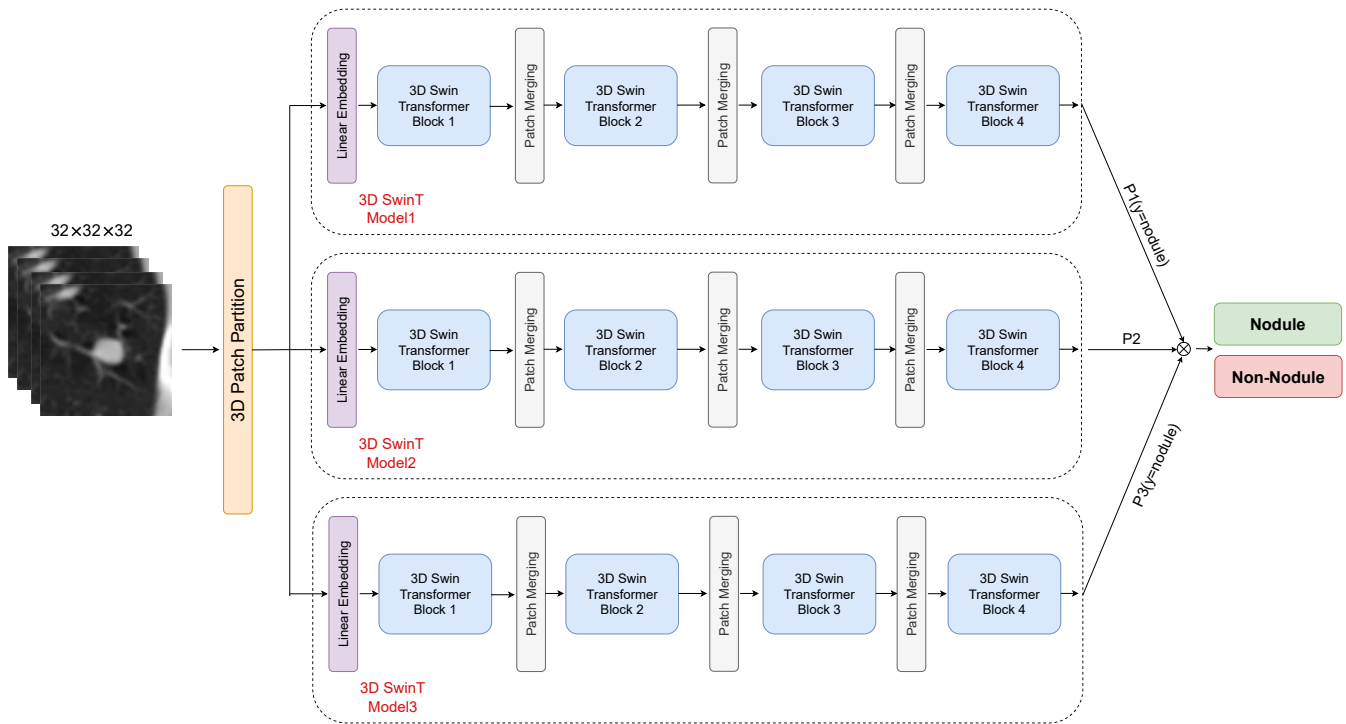 32×32×32
3D Patch Partition
Linear Embedding
3D Swin
Transformer
Block 1
Patch Merging
3D Swin
Transformer
Block 2
Patch Merging
3D Swin
Transformer
Block 3
Patch Merging
3D Swin
Transformer
Block 4
3D SwinT
Model1
P1(y=nodule)
Linear Embedding
3D Swin
Transformer
Block 1
Patch Merging
3D Swin
Transformer
Block 2
Patch Merging
3D Swin
Transformer
Block 3
Patch Merging
3D Swin
Transformer
Block 4
3D SwinT
Model2
P2
Linear Embedding
3D Swin
Transformer
Block 1
Patch Merging
3D Swin
Transformer
Block 2
Patch Merging
3D Swin
Transformer
Block 3
Patch Merging
3D Swin
Transformer
Block 4
3D SwinT
Model3
P3(y=nodule)
Nodule
Non-Nodule